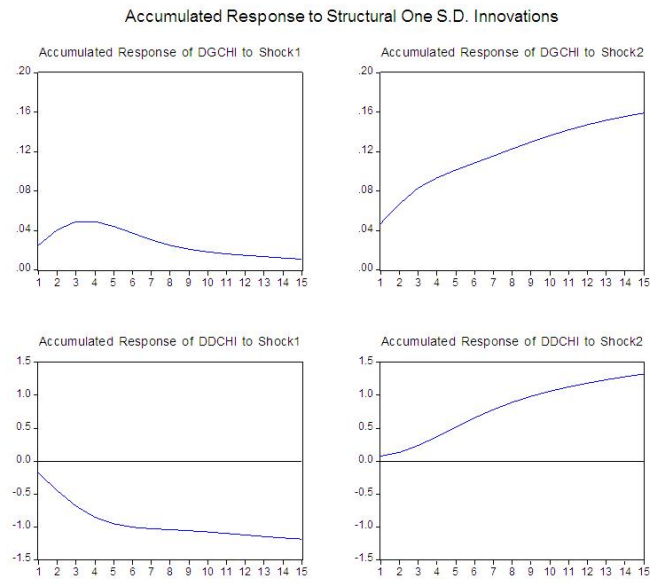 Accumulated Response to Structural One S.D. Innovations
Accumulated Response of DGCHI to Shock1
.20
.16
.12
.08
.04
.00
1 2 3 4 5 6 7 8 9 10 11 12 13 14 15
Accumulated Response of DGCHI to Shock2
.20
.16
.12
.08
.04
.00
1 2 3 4 5 6 7 8 9 10 11 12 13 14 15
Accumulated Response of DDCHI to Shock1
1.5
1.0
0.5
0.0
-0.5
-1.0
-1.5
1 2 3 4 5 6 7 8 9 10 11 12 13 14 15
Accumulated Response of DDCHI to Shock2
1.5
1.0
0.5
0.0
-0.5
-1.0
-1.5
1 2 3 4 5 6 7 8 9 10 11 12 13 14 15